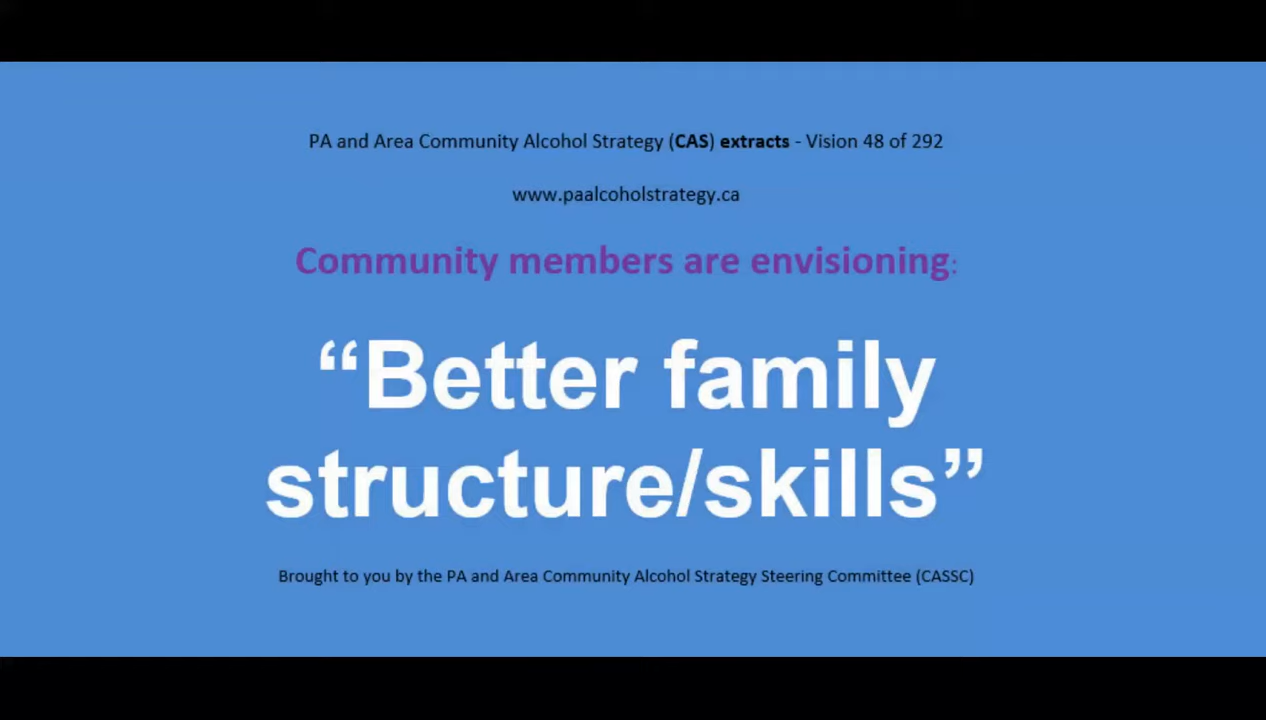 PA and Area Community Alcohol Strategy (CAS) extracts - Vision 48 of 292
www.paalcoholstrategy.ca
Community members are envisioning:
“Better family
structure/skills”
Brought to you by the PA and Area Community Alcohol Strategy Steering Committee (CASSC)